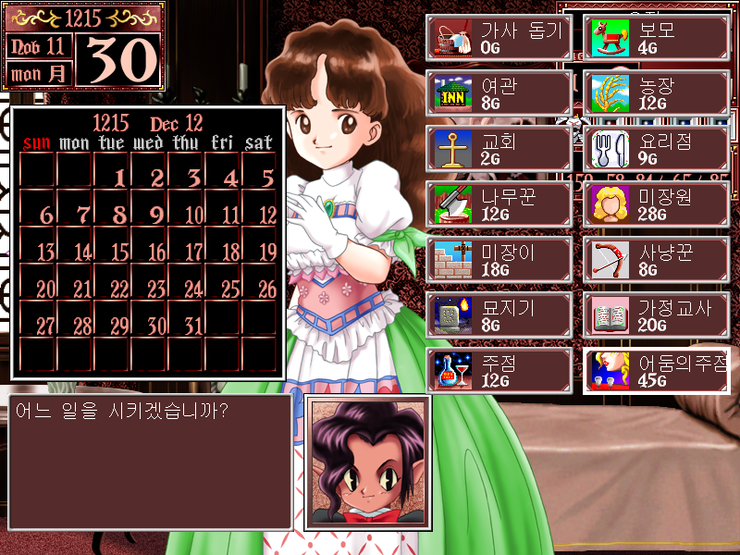 1215
Nob 11
mon 月
30
1215 Dec 12
sun mon tue wed thu fri sat
1 2 3 4 5
6 7 8 9 10 11 12
13 14 15 16 17 18 19
20 21 22 23 24 25 26
27 28 29 30 31
가사 돕기
0G
보모
4G
여관
8G
INN
농장
12G
교회
2G
요리점
9G
나무꾼
12G
미장원
28G
미장이
18G
사냥꾼
8G
묘지기
8G
가정교사
20G
주점
12G
어둠의주점
45G
어느 일을 시키겠습니까?